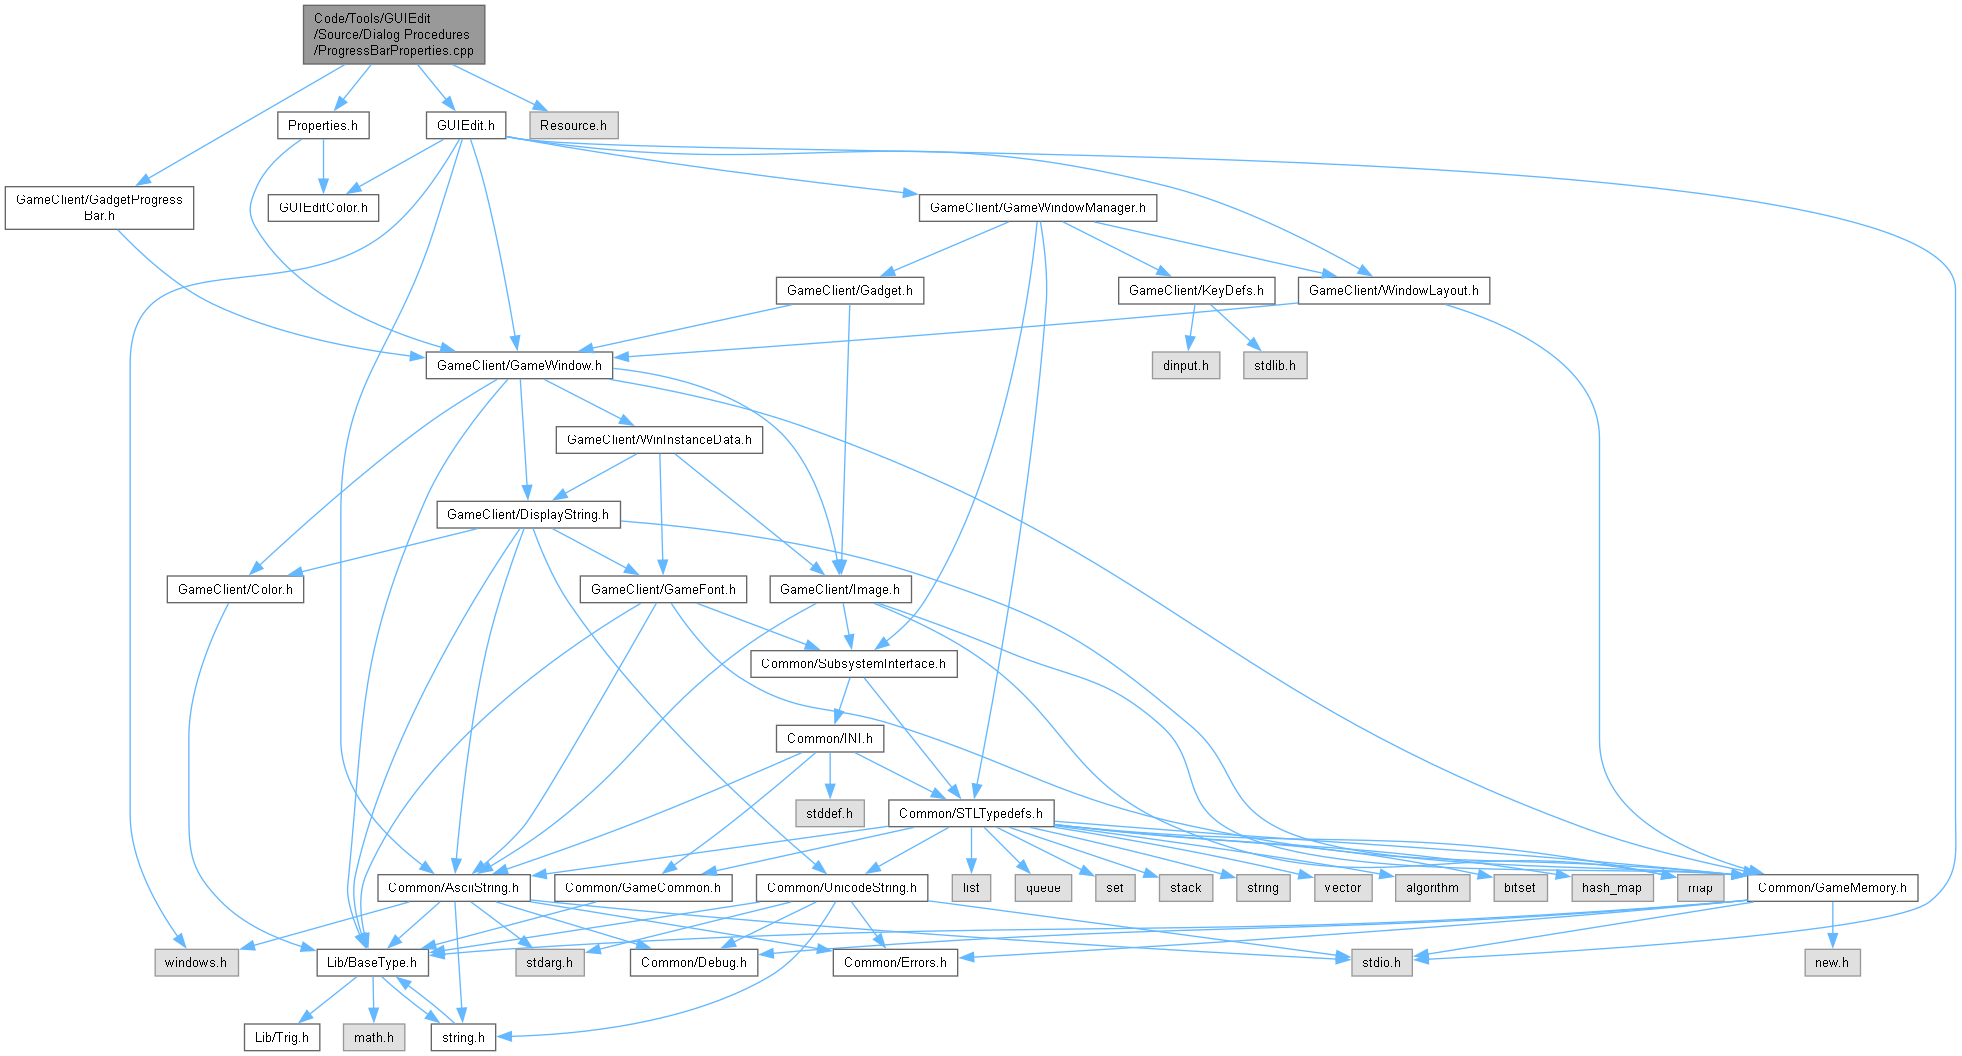 Code/Tools/GUIEdit
/Source/Dialog Procedures
/ProgressBarProperties.cpp
Properties.h
GUIEdit.h
Resource.h
GameClient/GadgetProgress
Bar.h
GUIEditColor.h
GameClient/GameWindowManager.h
GameClient/Gadget.h
GameClient/KeyDefs.h
GameClient/WindowLayout.h
GameClient/GameWindow.h
dinput.h
stdlib.h
GameClient/WinInstanceData.h
GameClient/DisplayString.h
GameClient/Color.h
GameClient/GameFont.h
GameClient/Image.h
Common/SubsystemInterface.h
Common/INI.h
stddef.h
Common/STLTypedefs.h
Common/AsciiString.h
Common/GameCommon.h
Common/UnicodeString.h
list
queue
set
stack
string
vector
algorithm
bitset
hash_map
map
Common/GameMemory.h
windows.h
Lib/BaseType.h
stdarg.h
Common/Debug.h
Common/Errors.h
stdio.h
new.h
Lib/Trig.h
math.h
string.h